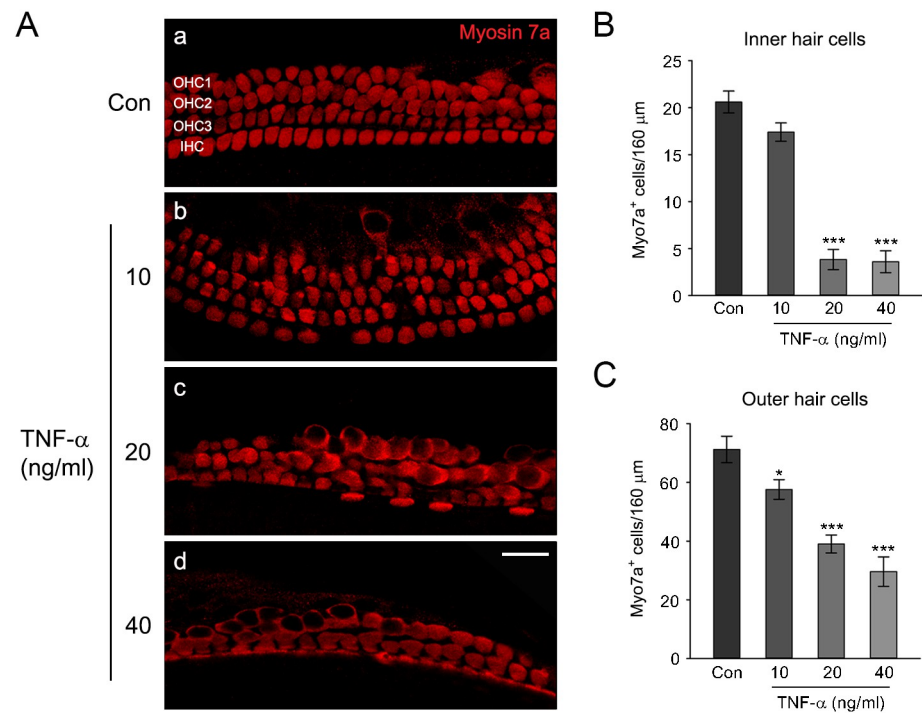 A
a
Myosin 7a
Con
OHC1
OHC2
OHC3
IHC
b
10
c
TNF-α
(ng/ml)
20
d
40
B
Inner hair cells
Myo7a⁺ cells/160 μm
25
20
15
10
5
0
***
***
Con
10
20
40
TNF-α (ng/ml)
C
Outer hair cells
Myo7a⁺ cells/160 μm
80
60
40
20
0
*
***
***
Con
10
20
40
TNF-α (ng/ml)